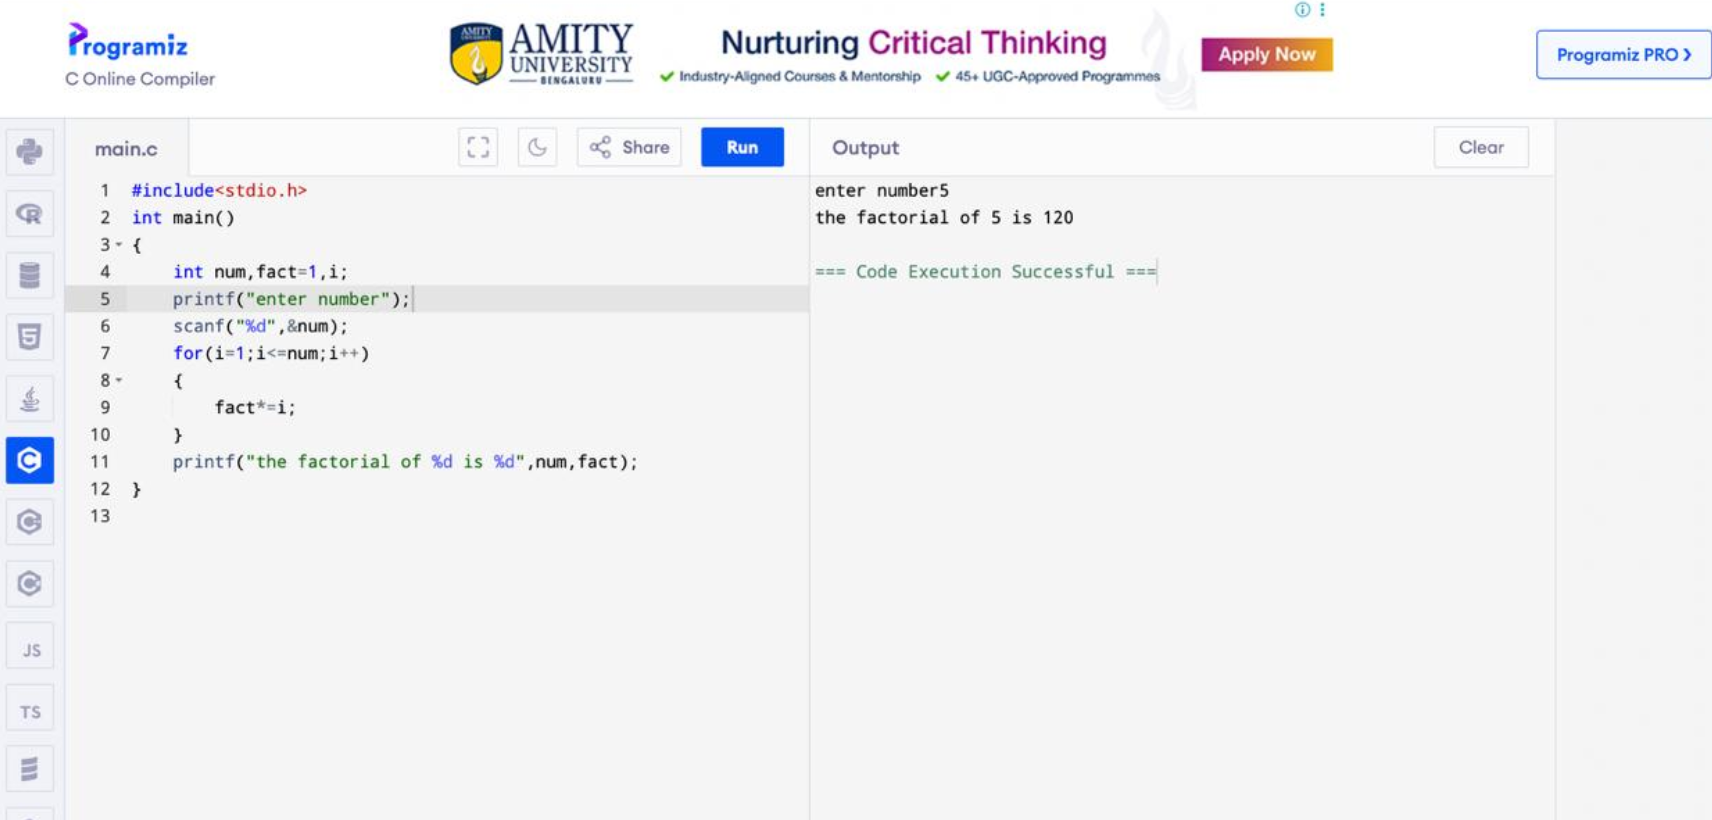 Programiz
C Online Compiler
AMITY
AMITY
UNIVERSITY
BENGALURU
Nurturing Critical Thinking
Industry-Aligned Courses & Mentorship 45+ UGC-Approved Programmes
Apply Now
Programiz PRO
main.c
Share
Run
Output
Clear
1 #include<stdio.h>
2 int main()
3 {
4 int num,fact=1,i;
5 printf("enter number");
6 scanf("%d",&num);
7 for(i=1;i<=num;i++)
8 {
9 fact*=i;
10 }
11 printf("the factorial of %d is %d",num,fact);
12 }
13
enter number5
the factorial of 5 is 120
=== Code Execution Successful ===
R
5
C
C
C
JS
TS